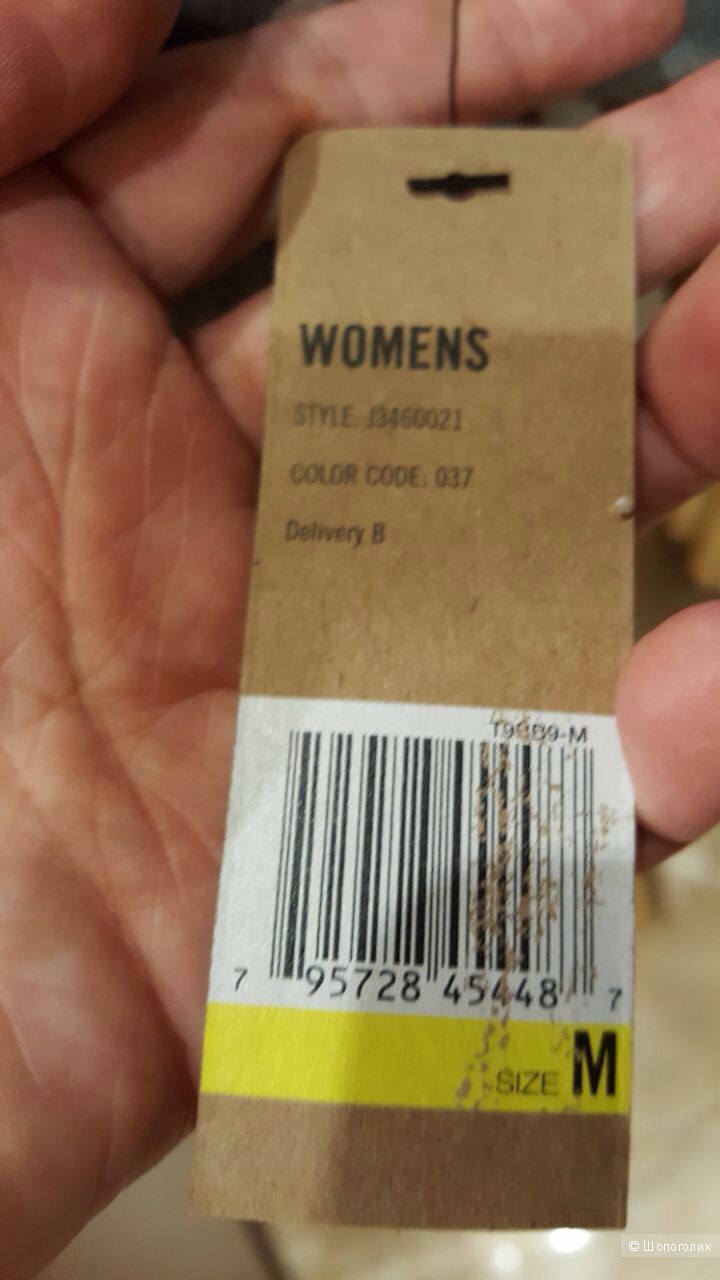 WOMENS
STYLE: J3460021
COLOR CODE: 037
Delivery B
7 95728 45448 7
SIZE M
© Шопоголик